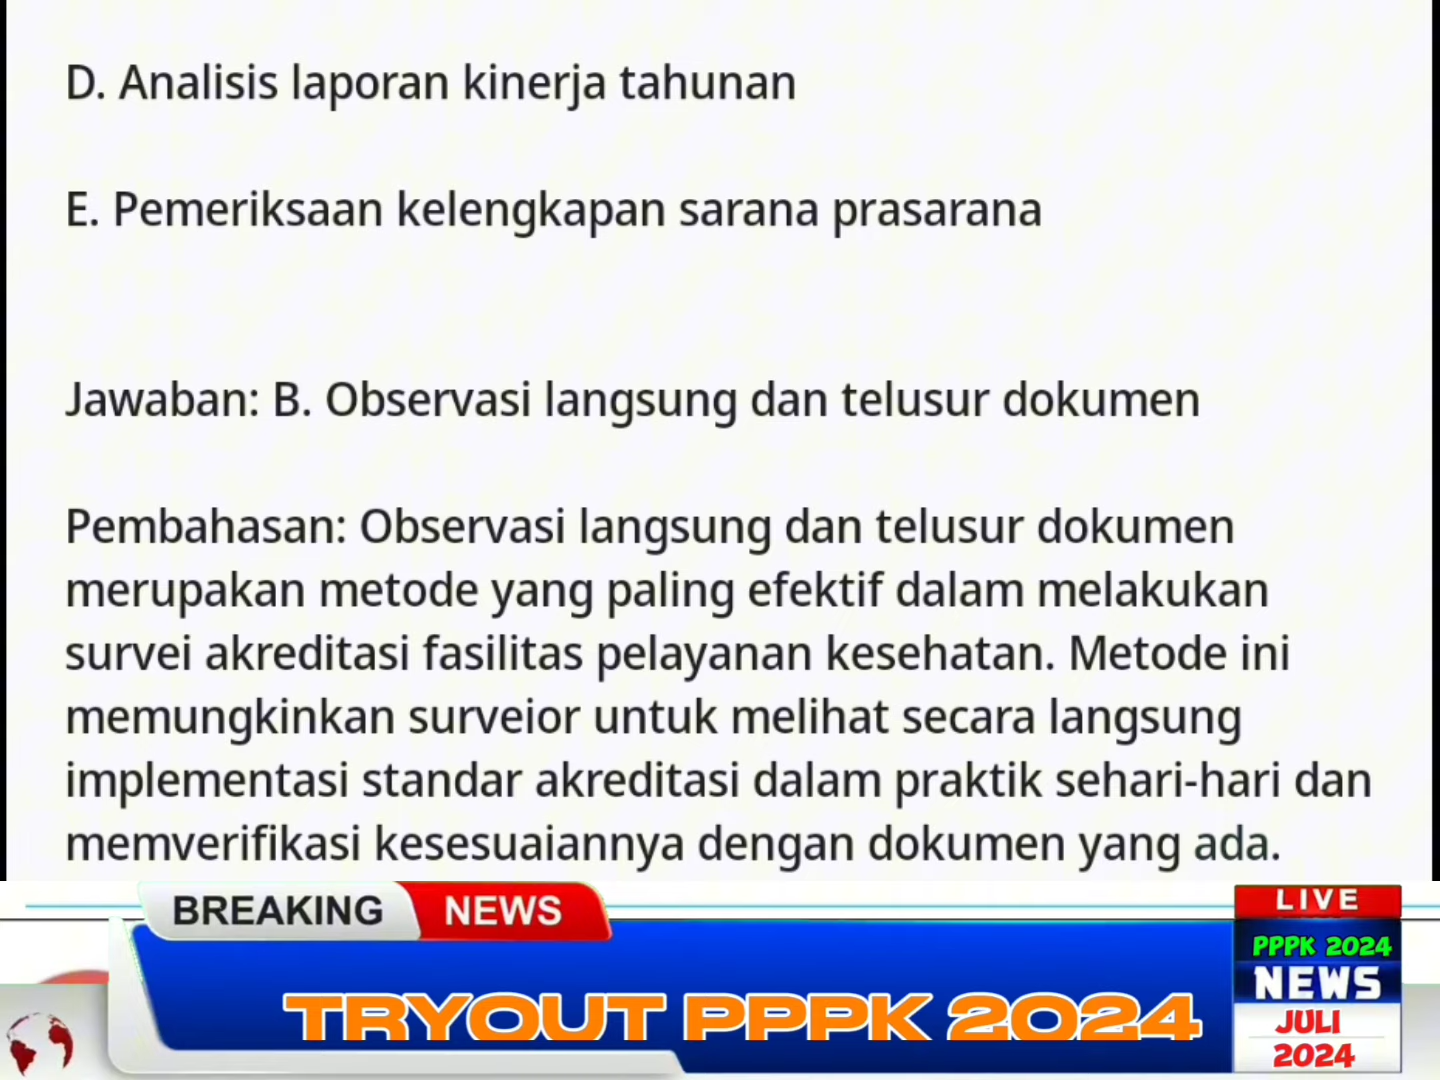 D. Analisis laporan kinerja tahunan
E. Pemeriksaan kelengkapan sarana prasarana
Jawaban: B. Observasi langsung dan telusur dokumen
Pembahasan: Observasi langsung dan telusur dokumen
merupakan metode yang paling efektif dalam melakukan
survei akreditasi fasilitas pelayanan kesehatan. Metode ini
memungkinkan surveior untuk melihat secara langsung
implementasi standar akreditasi dalam praktik sehari-hari dan
memverifikasi kesesuaiannya dengan dokumen yang ada.
BREAKING NEWS
TRYOUT PPPK 2024
LIVE
PPPK 2024
NEWS
JULI
2024